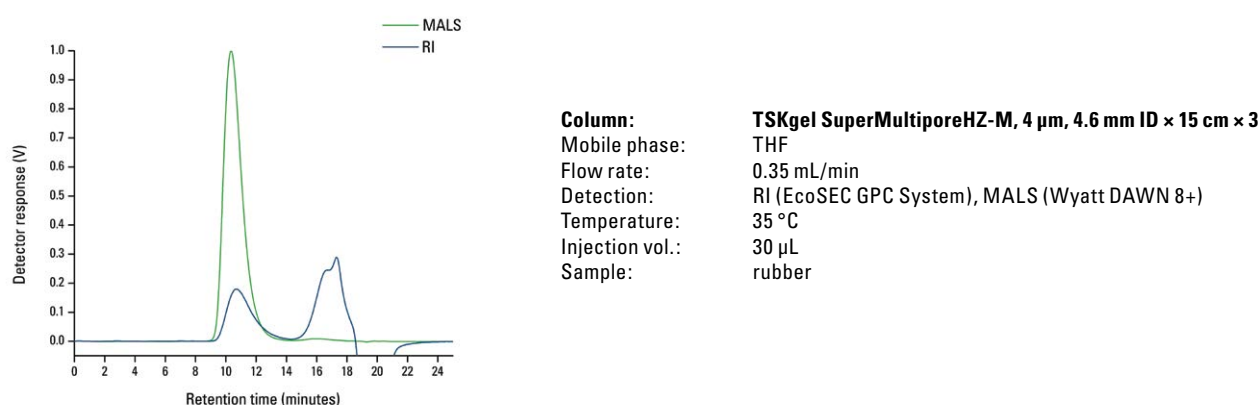 MALS
RI
1.0
0.9
0.8
0.7
0.6
0.5
0.4
0.3
0.2
0.1
0.0
Detector response (V)
0 2 4 6 8 10 12 14 16 18 20 22 24
Retention time (minutes)
Column: TSKgel SuperMultiporeHZ-M, 4 µm, 4.6 mm ID × 15 cm × 3
Mobile phase: THF
Flow rate: 0.35 mL/min
Detection: RI (EcoSEC GPC System), MALS (Wyatt DAWN 8+)
Temperature: 35 °C
Injection vol.: 30 µL
Sample: rubber